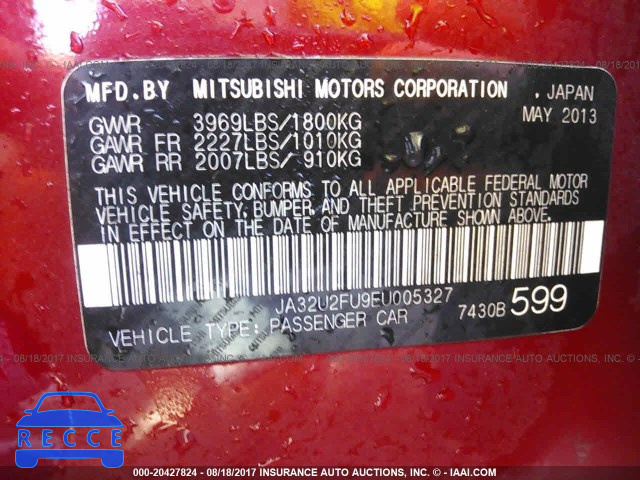 MFD.BY MITSUBISHI MOTORS CORPORATION , JAPAN
MAY 2013
GVWR 3969LBS/1800KG
GAWR FR 2227LBS/1010KG
GAWR RR 2007LBS/ 910KG
THIS VEHICLE CONFORMS TO ALL APPLICABLE FEDERAL MOTOR
VEHICLE SAFETY, BUMPER, AND THEFT PREVENTION STANDARDS
IN EFFECT ON THE DATE OF MANUFACTURE SHOWN ABOVE.
JA32U2FU9EU005327
VEHICLE TYPE: PASSENGER CAR 7430B 599
RECCE
000-20427824 - 08/18/2017 INSURANCE AUTO AUCTIONS, INC. - © - IAAI.COM